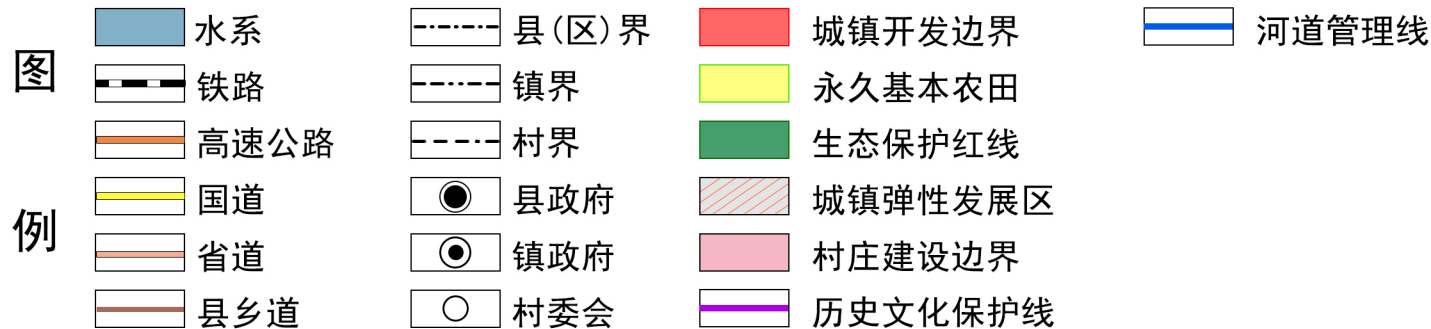 图例
水系
铁路
高速公路
国道
省道
县乡道
县(区)界
镇界
村界
县政府
镇政府
村委会
城镇开发边界
永久基本农田
生态保护红线
城镇弹性发展区
村庄建设边界
历史文化保护线
河道管理线